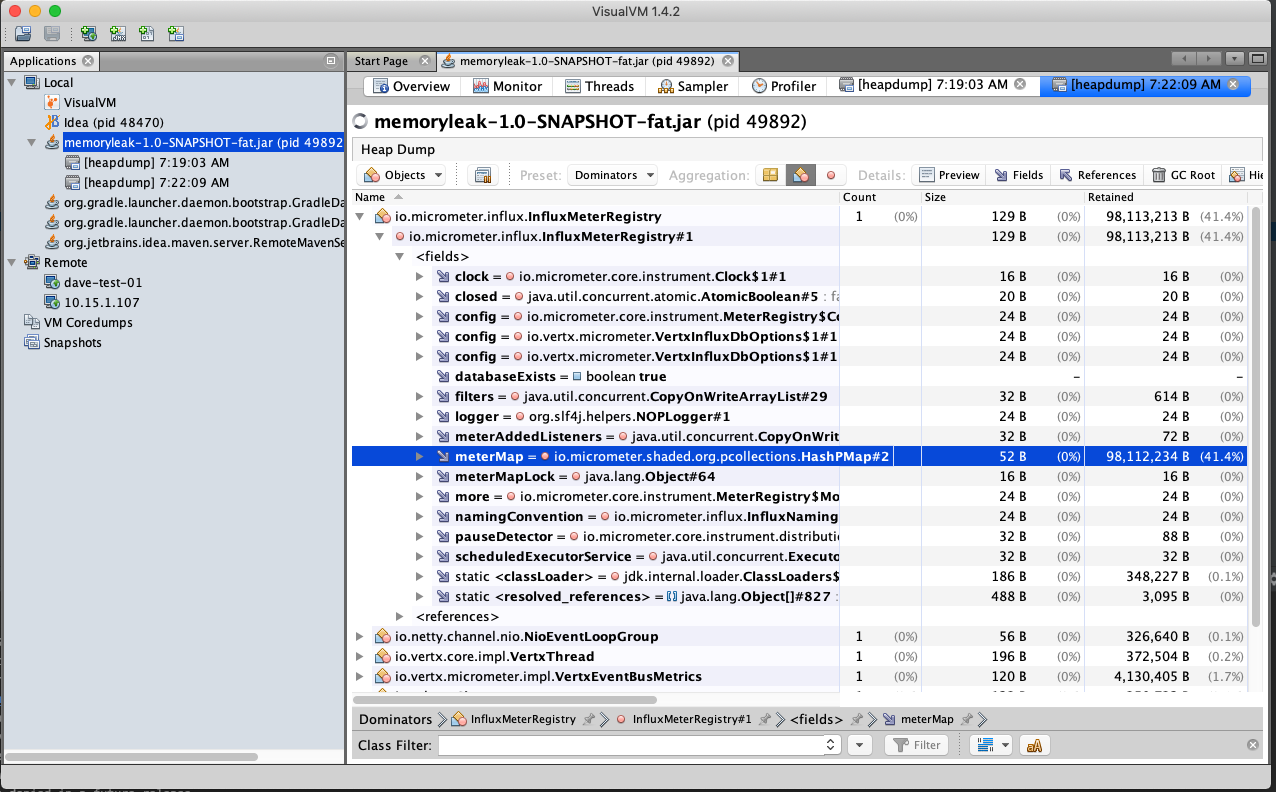 VisualVM 1.4.2
Applications
Start Page
memoryleak-1.0-SNAPSHOT-fat.jar (pid 49892)
Local
VisualVM
Idea (pid 48470)
memoryleak-1.0-SNAPSHOT-fat.jar (pid 49892
[heapdump] 7:19:03 AM
[heapdump] 7:22:09 AM
org.gradle.launcher.daemon.bootstrap.GradleDa
org.gradle.launcher.daemon.bootstrap.GradleDa
org.jetbrains.idea.maven.server.RemoteMavenSe
Remote
dave-test-01
10.15.1.107
VM Coredumps
Snapshots
Overview Monitor Threads Sampler Profiler [heapdump] 7:19:03 AM [heapdump] 7:22:09 AM
memoryleak-1.0-SNAPSHOT-fat.jar (pid 49892)
Heap Dump
Objects Preset: Dominators Aggregation: Details: Preview Fields References GC Root Hie
Name Count Size Retained
io.micrometer.influx.InfluxMeterRegistry 1 (0%) 129 B (0%) 98,113,213 B (41.4%)
io.micrometer.influx.InfluxMeterRegistry#1 129 B (0%) 98,113,213 B (41.4%)
<fields>
clock = io.micrometer.core.instrument.Clock$1#1 16 B (0%) 16 B (0%)
closed = java.util.concurrent.atomic.AtomicBoolean#5 : fa 20 B (0%) 20 B (0%)
config = io.micrometer.core.instrument.MeterRegistry$Co 24 B (0%) 24 B (0%)
config = io.vertx.micrometer.VertxInfluxDbOptions$1#1 24 B (0%) 24 B (0%)
config = io.vertx.micrometer.VertxInfluxDbOptions$1#1 24 B (0%) 24 B (0%)
databaseExists = boolean true – –
filters = java.util.concurrent.CopyOnWriteArrayList#29 32 B (0%) 614 B (0%)
logger = org.slf4j.helpers.NOPLogger#1 24 B (0%) 24 B (0%)
meterAddedListeners = java.util.concurrent.CopyOnWrit 32 B (0%) 72 B (0%)
meterMap = io.micrometer.shaded.org.pcollections.HashPMap#2 52 B (0%) 98,112,234 B (41.4%)
meterMapLock = java.lang.Object#64 16 B (0%) 16 B (0%)
more = io.micrometer.core.instrument.MeterRegistry$Mo 24 B (0%) 24 B (0%)
namingConvention = io.micrometer.influx.InfluxNaming 24 B (0%) 24 B (0%)
pauseDetector = io.micrometer.core.instrument.distributi 32 B (0%) 88 B (0%)
scheduledExecutorService = java.util.concurrent.Executo 32 B (0%) 32 B (0%)
static <classLoader> = jdk.internal.loader.ClassLoaders$ 186 B (0%) 348,227 B (0.1%)
static <resolved_references> = java.lang.Object[]#827 : 488 B (0%) 3,095 B (0%)
<references>
io.netty.channel.nio.NioEventLoopGroup 1 (0%) 56 B (0%) 326,640 B (0.1%)
io.vertx.core.impl.VertxThread 1 (0%) 196 B (0%) 372,504 B (0.2%)
io.vertx.micrometer.impl.VertxEventBusMetrics 1 (0%) 120 B (0%) 4,130,405 B (1.7%)
Dominators InfluxMeterRegistry InfluxMeterRegistry#1 <fields> meterMap
Class Filter: Filter aA